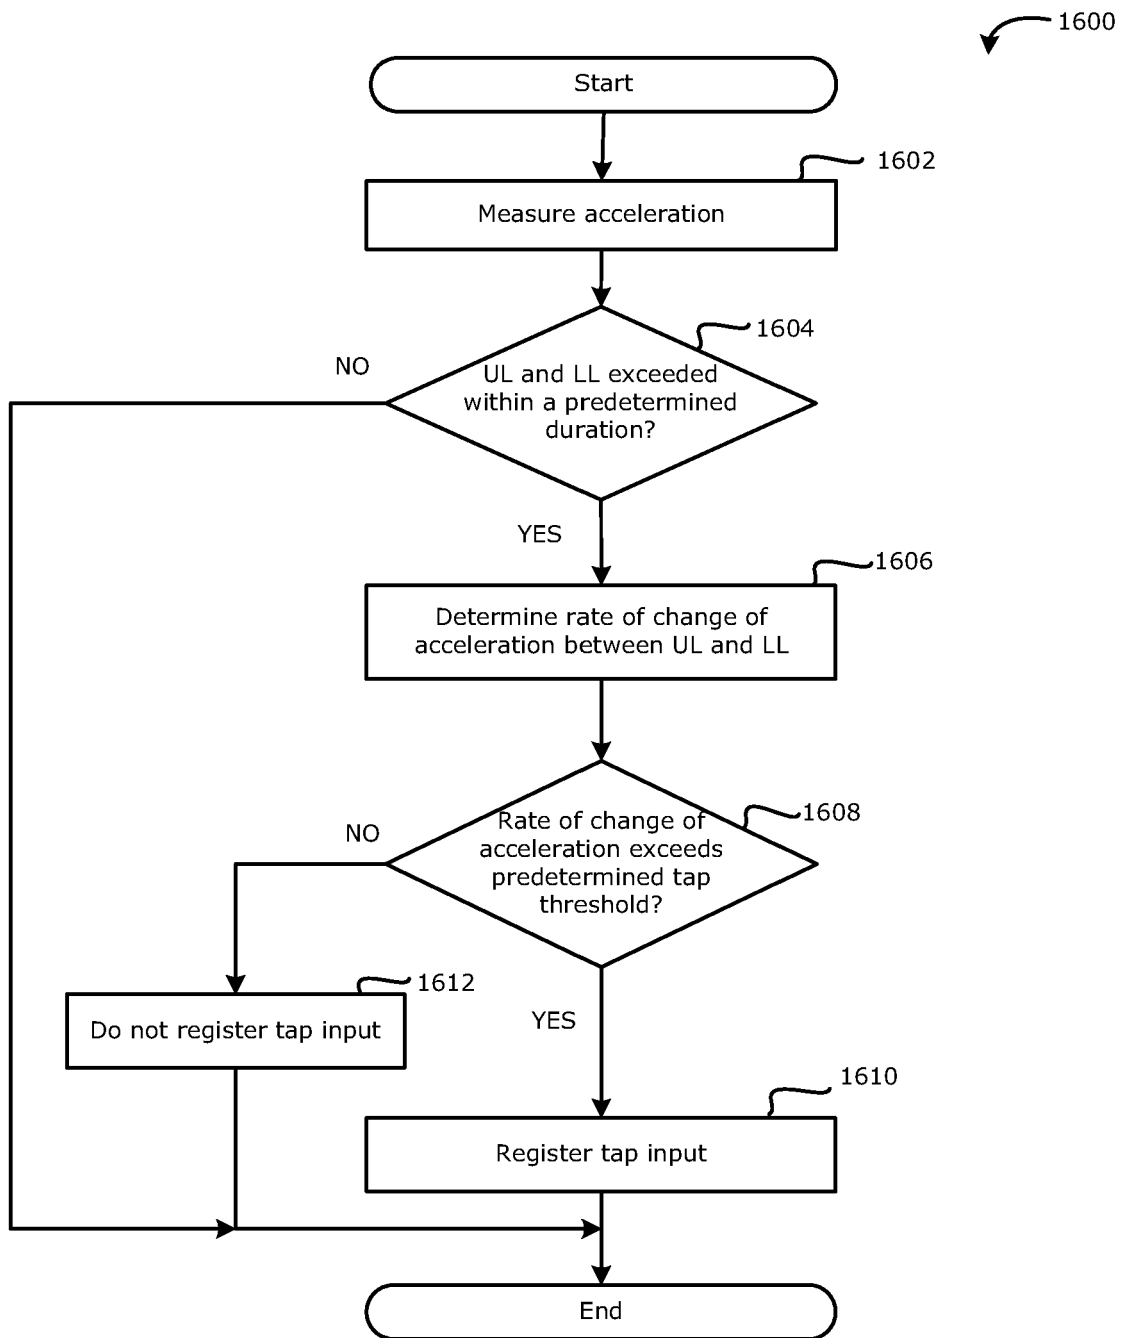 1600
Start
1602
Measure acceleration
1604
NO
UL and LL exceeded
within a predetermined
duration?
YES
1606
Determine rate of change of
acceleration between UL and LL
1608
NO
Rate of change of
acceleration exceeds
predetermined tap
threshold?
1612
Do not register tap input
YES
1610
Register tap input
End